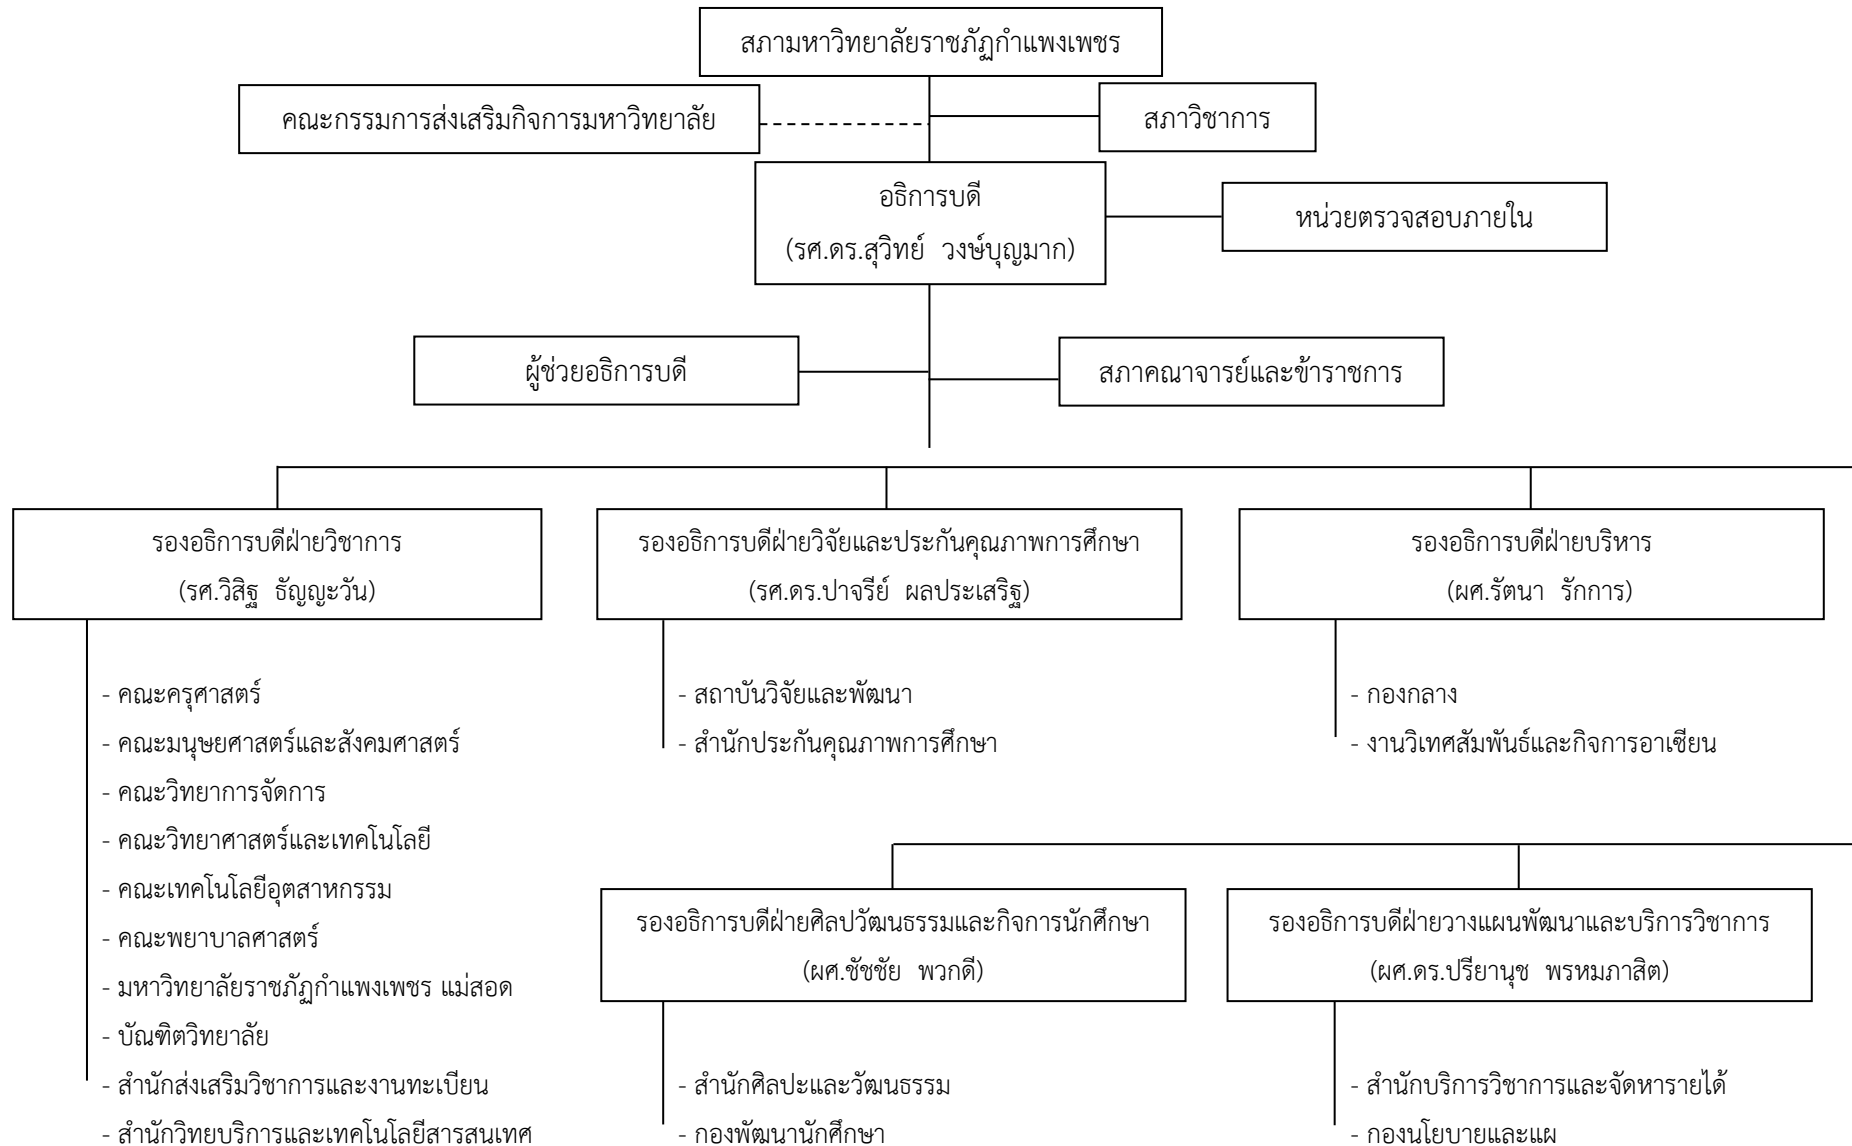 สภามหาวิทยาลัยราชภัฏกำแพงเพชร
คณะกรรมการส่งเสริมกิจการมหาวิทยาลัย
สภาวิชาการ
อธิการบดี
(รศ.ดร.สุวิทย์ วงษ์บุญมาก)
หน่วยตรวจสอบภายใน
ผู้ช่วยอธิการบดี
สภาคณาจารย์และข้าราชการ
รองอธิการบดีฝ่ายวิชาการ
(รศ.วิสิฐ ธัญญะวัน)
- คณะครุศาสตร์
- คณะมนุษยศาสตร์และสังคมศาสตร์
- คณะวิทยาการจัดการ
- คณะวิทยาศาสตร์และเทคโนโลยี
- คณะเทคโนโลยีอุตสาหกรรม
- คณะพยาบาลศาสตร์
- มหาวิทยาลัยราชภัฏกำแพงเพชร แม่สอด
- บัณฑิตวิทยาลัย
- สำนักส่งเสริมวิชาการและงานทะเบียน
- สำนักวิทยบริการและเทคโนโลยีสารสนเทศ
รองอธิการบดีฝ่ายวิจัยและประกันคุณภาพการศึกษา
(รศ.ดร.ปาจรีย์ ผลประเสริฐ)
- สถาบันวิจัยและพัฒนา
- สำนักประกันคุณภาพการศึกษา
รองอธิการบดีฝ่ายบริหาร
(ผศ.รัตนา รักการ)
- กองกลาง
- งานวิเทศสัมพันธ์และกิจการอาเซียน
รองอธิการบดีฝ่ายศิลปวัฒนธรรมและกิจการนักศึกษา
(ผศ.ชัชชัย พวกดี)
- สำนักศิลปะและวัฒนธรรม
- กองพัฒนานักศึกษา
รองอธิการบดีฝ่ายวางแผนพัฒนาและบริการวิชาการ
(ผศ.ดร.ปรียานุช พรหมภาสิต)
- สำนักบริการวิชาการและจัดหารายได้
- กองนโยบายและแผ